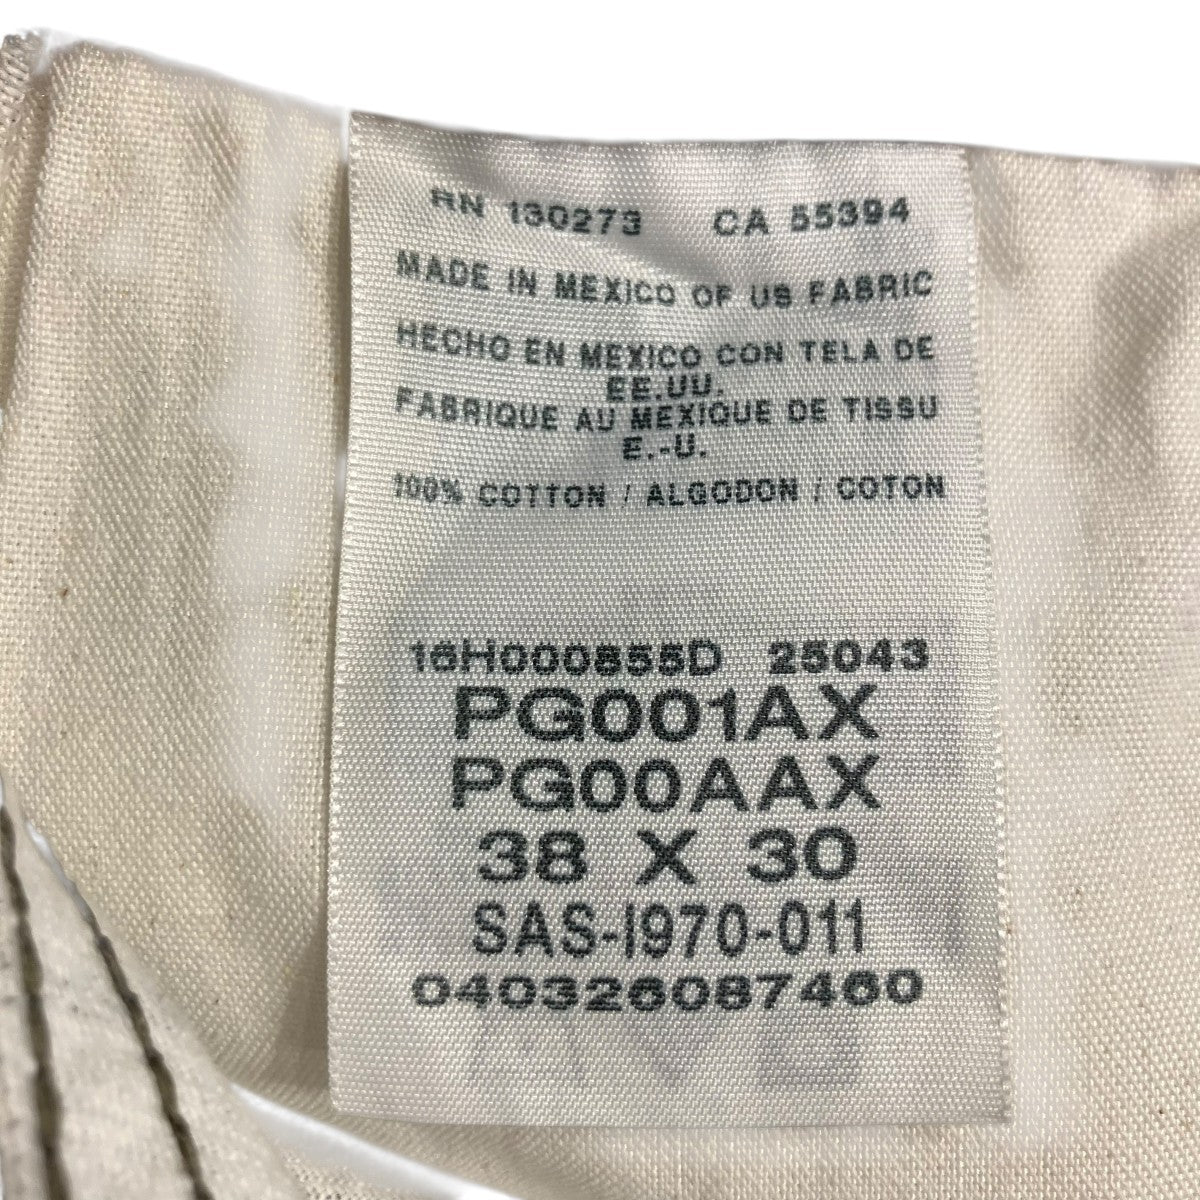 RN 130273 CA 55394
MADE IN MEXICO OF US FABRIC
HECHO EN MEXICO CON TELA DE
EE.UU.
FABRIQUE AU MEXIQUE DE TISSU
E.-U.
100% COTTON / ALGODON / COTON
16H000855D 25043
PG001AX
PG00AAX
38 X 30
SAS-I970-011
040326087460